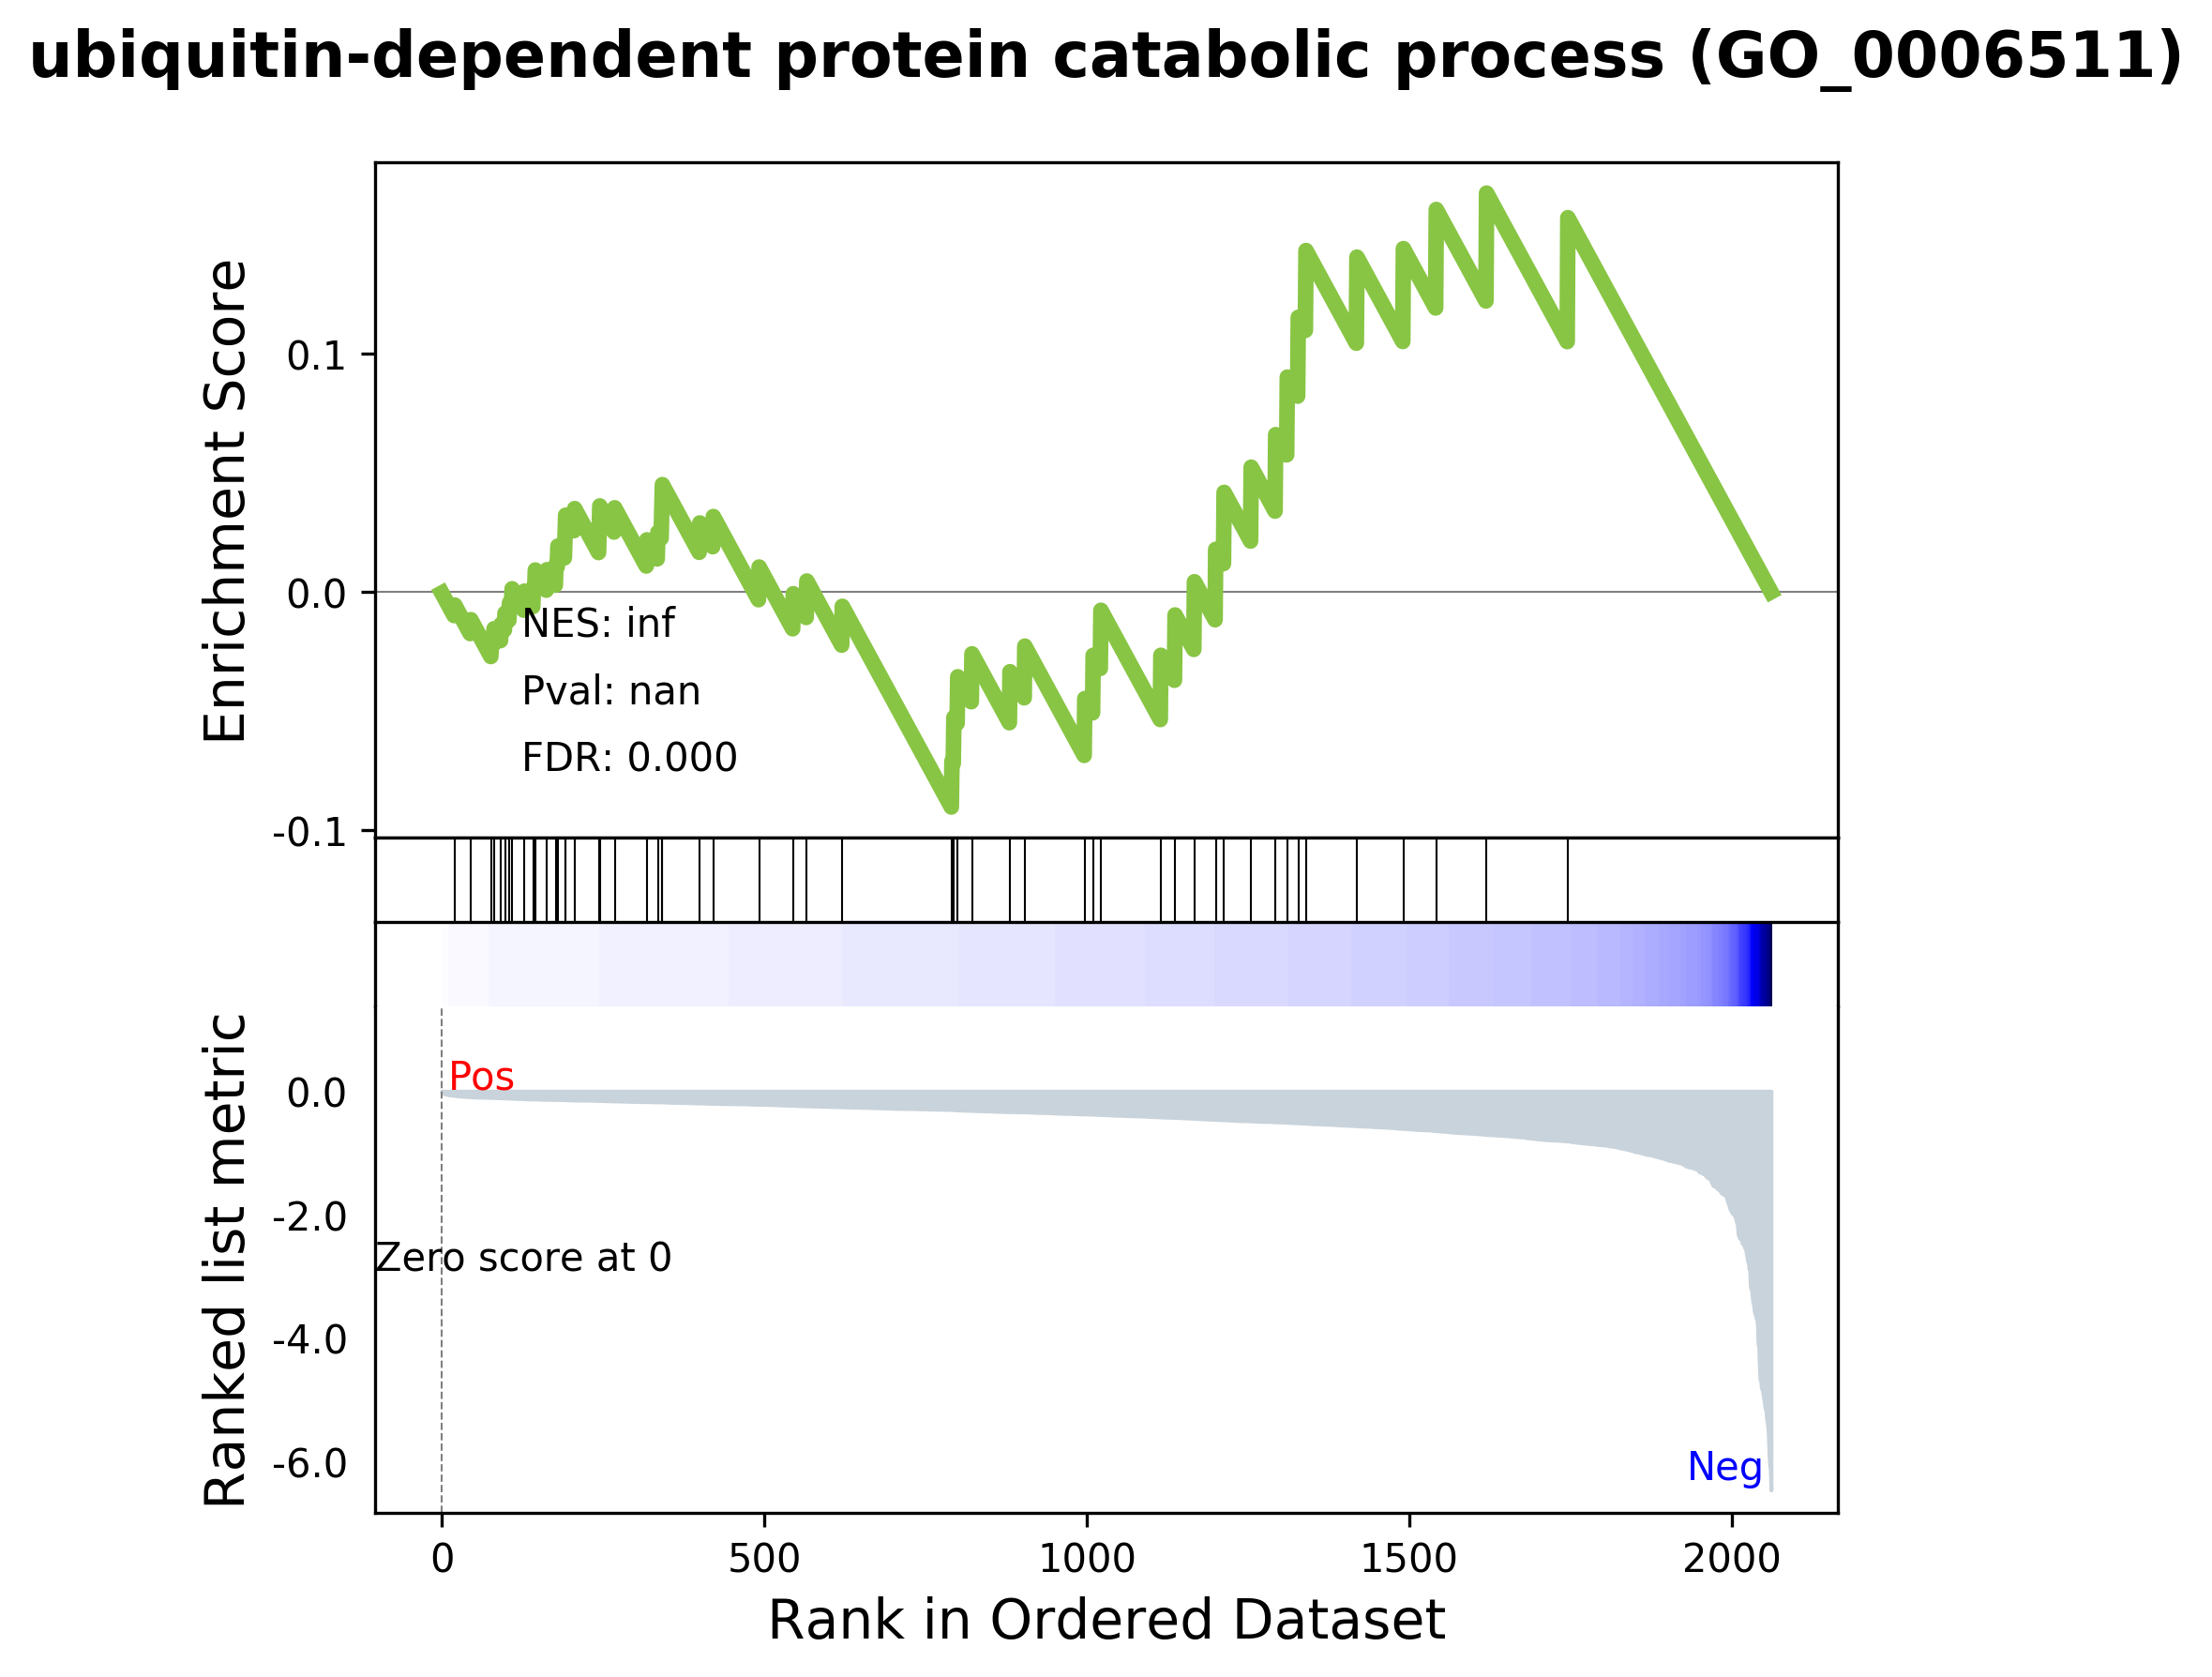 ubiquitin-dependent protein catabolic process (GO_0006511)
Enrichment Score
0.1
0.0
-0.1
NES: inf
Pval: nan
FDR: 0.000
Ranked list metric
Pos
0.0
-2.0
Zero score at 0
-4.0
-6.0
Neg
0
500
1000
1500
2000
Rank in Ordered Dataset